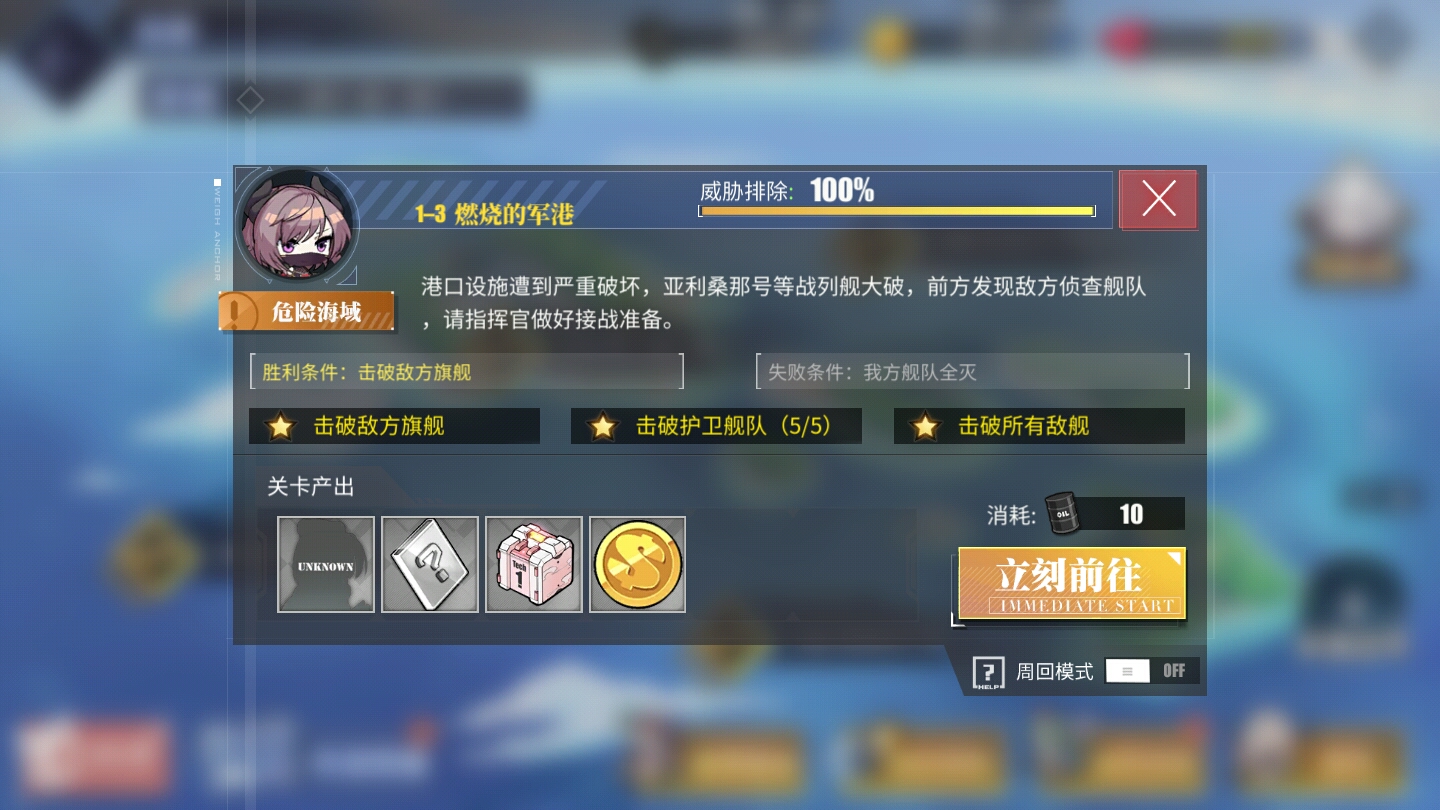 1-3 燃烧的军港
威胁排除: 100%
WEIGH ANCHOR
危险海域
港口设施遭到严重破坏，亚利桑那号等战列舰大破，前方发现敌方侦查舰队
，请指挥官做好接战准备。
胜利条件：击破敌方旗舰
失败条件：我方舰队全灭
击破敌方旗舰
击破护卫舰队（5/5）
击破所有敌舰
关卡产出
UNKNOWN
?
Tech
1
消耗:
OIL
10
立刻前往
IMMEDIATE START
?
HELP
周回模式
OFF